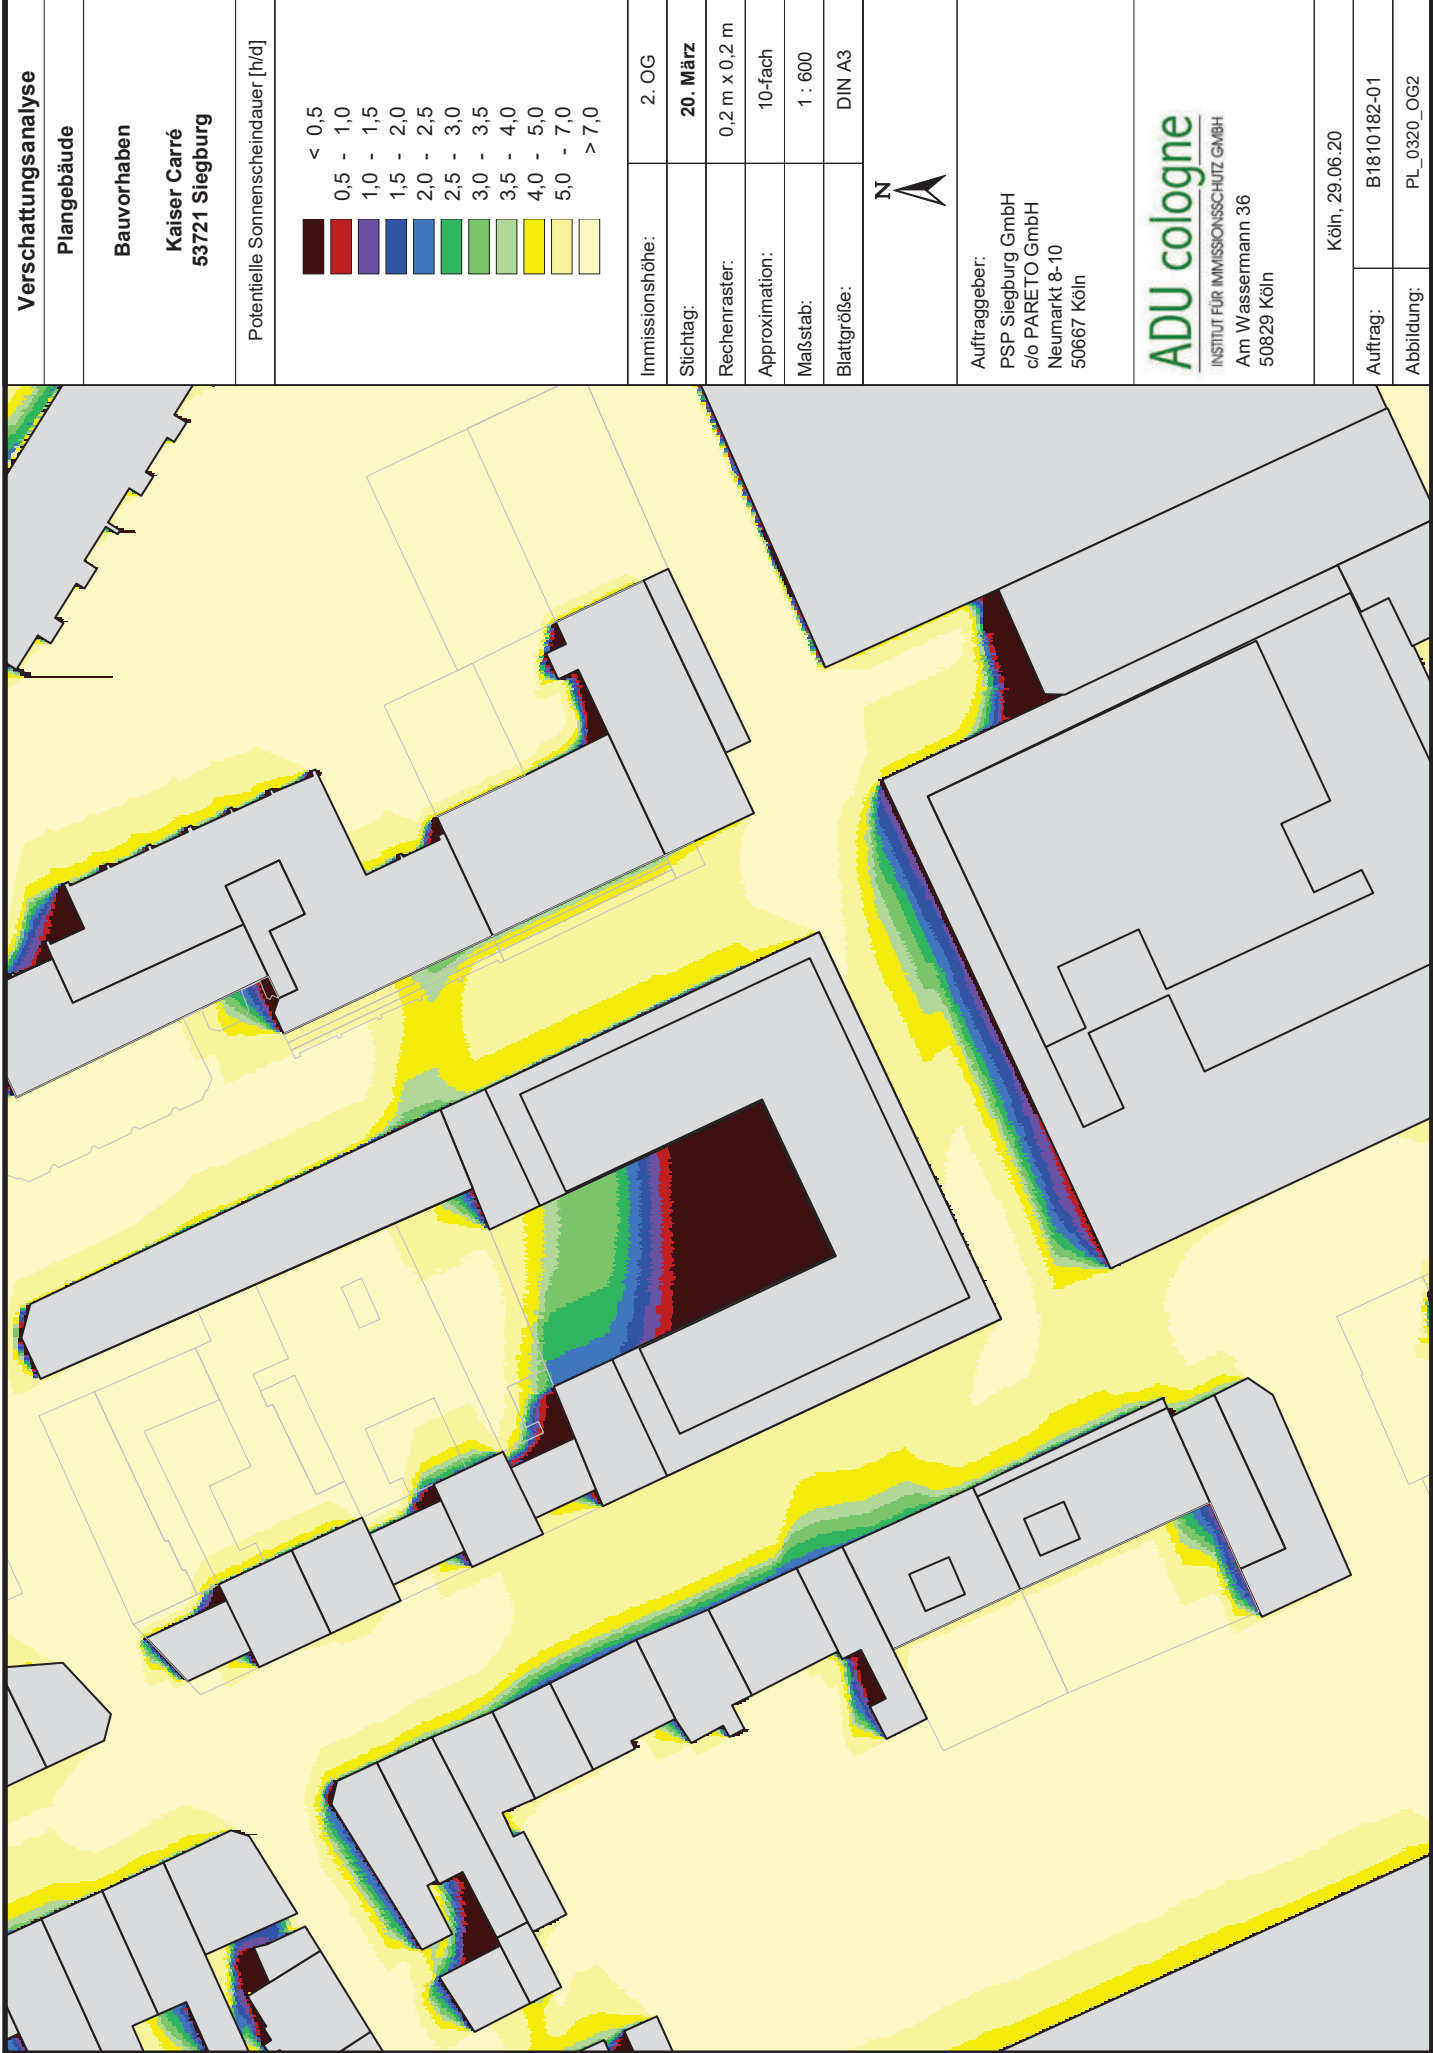 Verschattungsanalyse
Plangebäude
Bauvorhaben
Kaiser Carré
53721 Siegburg
Potentielle Sonnenscheindauer [h/d]
< 0,5
0,5 - 1,0
1,0 - 1,5
1,5 - 2,0
2,0 - 2,5
2,5 - 3,0
3,0 - 3,5
3,5 - 4,0
4,0 - 5,0
5,0 - 7,0
> 7,0
Immissionshöhe: 2. OG
Stichtag: 20. März
Rechenraster: 0,2 m x 0,2 m
Approximation: 10-fach
Maßstab: 1 : 600
Blattgröße: DIN A3
N
Auftraggeber:
PSP Siegburg GmbH
c/o PARETO GmbH
Neumarkt 8-10
50667 Köln
ADU cologne
INSTITUT FÜR IMMISSIONSSCHUTZ GMBH
Am Wassermann 36
50829 Köln
Köln, 29.06.20
Auftrag: B1810182-01
Abbildung: PL_0320_OG2